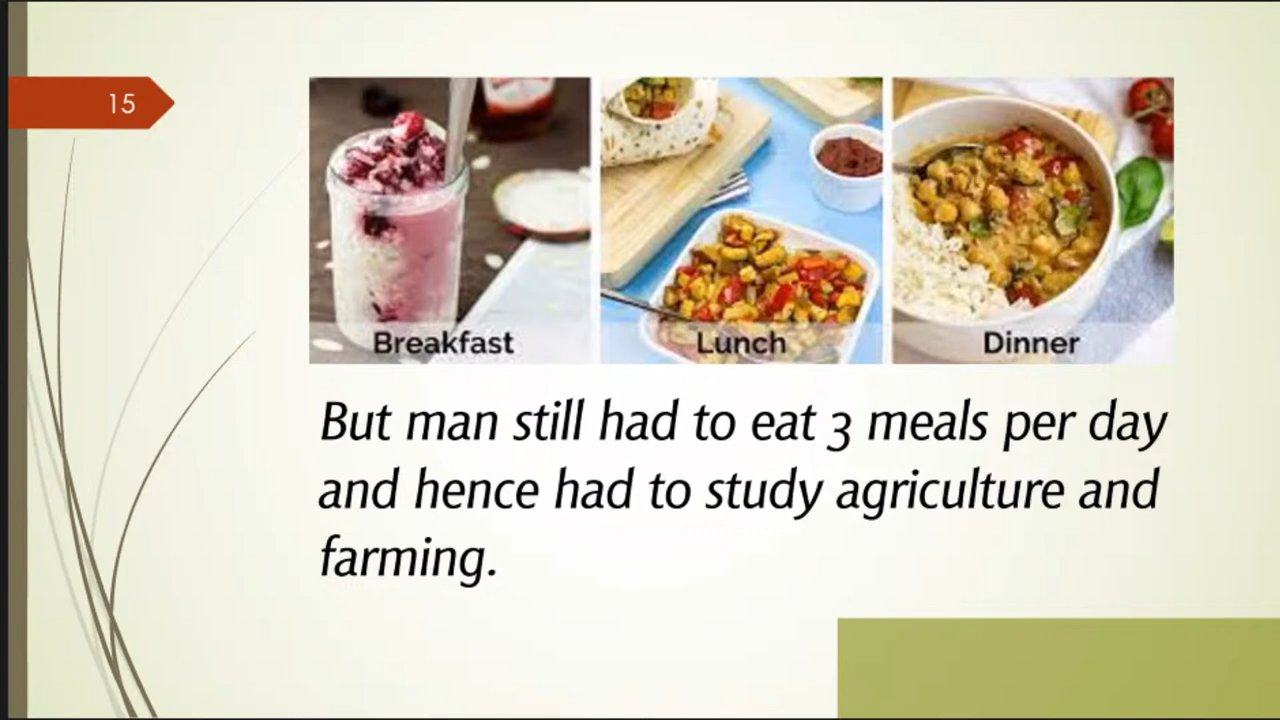 15
Breakfast
Lunch
Dinner
But man still had to eat 3 meals per day
and hence had to study agriculture and
farming.